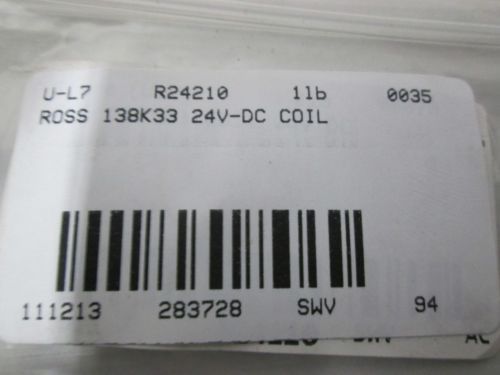 U-L7 R24210 1lb 0035
ROSS 138K33 24V-DC COIL
111213 283728 SWV 94